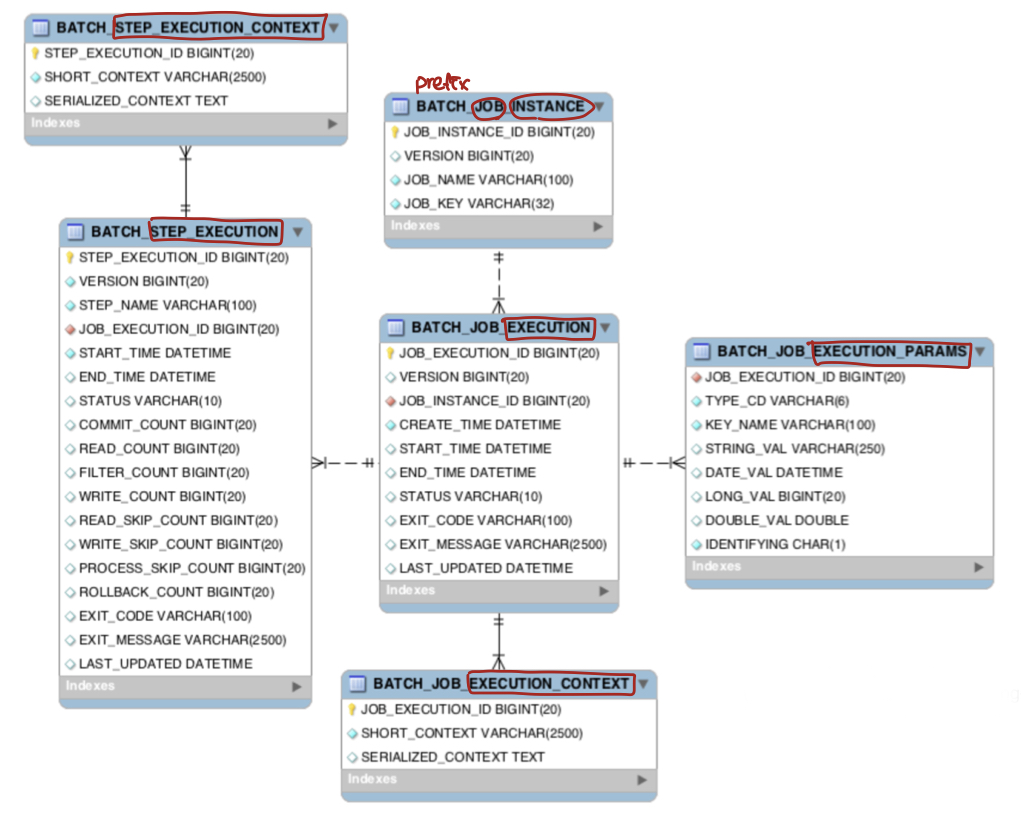 BATCH_STEP_EXECUTION_CONTEXT
STEP_EXECUTION_ID BIGINT(20)
SHORT_CONTEXT VARCHAR(2500)
SERIALIZED_CONTEXT TEXT
Indexes
prefix
BATCH_JOB_INSTANCE
JOB_INSTANCE_ID BIGINT(20)
VERSION BIGINT(20)
JOB_NAME VARCHAR(100)
JOB_KEY VARCHAR(32)
Indexes
BATCH_STEP_EXECUTION
STEP_EXECUTION_ID BIGINT(20)
VERSION BIGINT(20)
STEP_NAME VARCHAR(100)
JOB_EXECUTION_ID BIGINT(20)
START_TIME DATETIME
END_TIME DATETIME
STATUS VARCHAR(10)
COMMIT_COUNT BIGINT(20)
READ_COUNT BIGINT(20)
FILTER_COUNT BIGINT(20)
WRITE_COUNT BIGINT(20)
READ_SKIP_COUNT BIGINT(20)
WRITE_SKIP_COUNT BIGINT(20)
PROCESS_SKIP_COUNT BIGINT(20)
ROLLBACK_COUNT BIGINT(20)
EXIT_CODE VARCHAR(100)
EXIT_MESSAGE VARCHAR(2500)
LAST_UPDATED DATETIME
Indexes
BATCH_JOB_EXECUTION
JOB_EXECUTION_ID BIGINT(20)
VERSION BIGINT(20)
JOB_INSTANCE_ID BIGINT(20)
CREATE_TIME DATETIME
START_TIME DATETIME
END_TIME DATETIME
STATUS VARCHAR(10)
EXIT_CODE VARCHAR(100)
EXIT_MESSAGE VARCHAR(2500)
LAST_UPDATED DATETIME
Indexes
BATCH_JOB_EXECUTION_PARAMS
JOB_EXECUTION_ID BIGINT(20)
TYPE_CD VARCHAR(6)
KEY_NAME VARCHAR(100)
STRING_VAL VARCHAR(250)
DATE_VAL DATETIME
LONG_VAL BIGINT(20)
DOUBLE_VAL DOUBLE
IDENTIFYING CHAR(1)
Indexes
BATCH_JOB_EXECUTION_CONTEXT
JOB_EXECUTION_ID BIGINT(20)
SHORT_CONTEXT VARCHAR(2500)
SERIALIZED_CONTEXT TEXT
Indexes